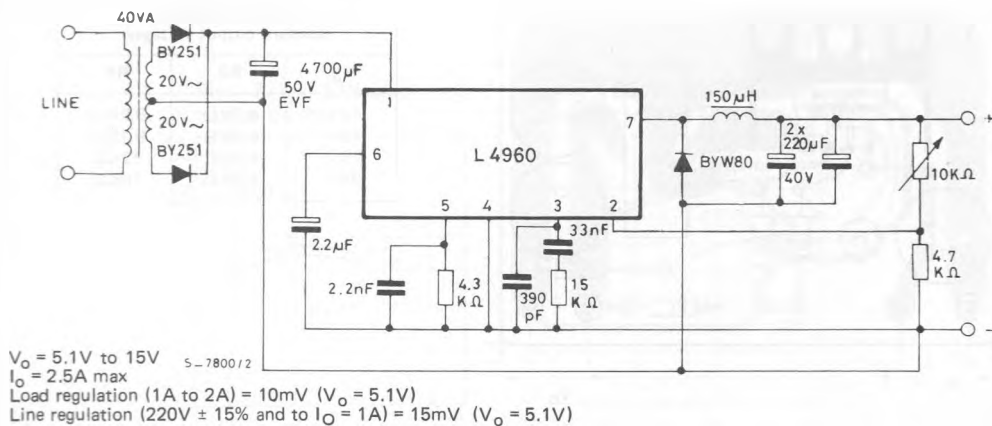 40VA
BY251
20V~
20V~
BY251
LINE
4700µF
50V
EYF
1
6
L4960
7
5
4
3
2
2.2µF
2.2nF
4.3
KΩ
390
pF
33nF
15
KΩ
150µH
BYW80
2x
220µF
40V
10KΩ
4.7
KΩ
+
-
S-7800/2
Vo = 5.1V to 15V
Io = 2.5A max
Load regulation (1A to 2A) = 10mV (Vo = 5.1V)
Line regulation (220V ± 15% and to Io = 1A) = 15mV (Vo = 5.1V)